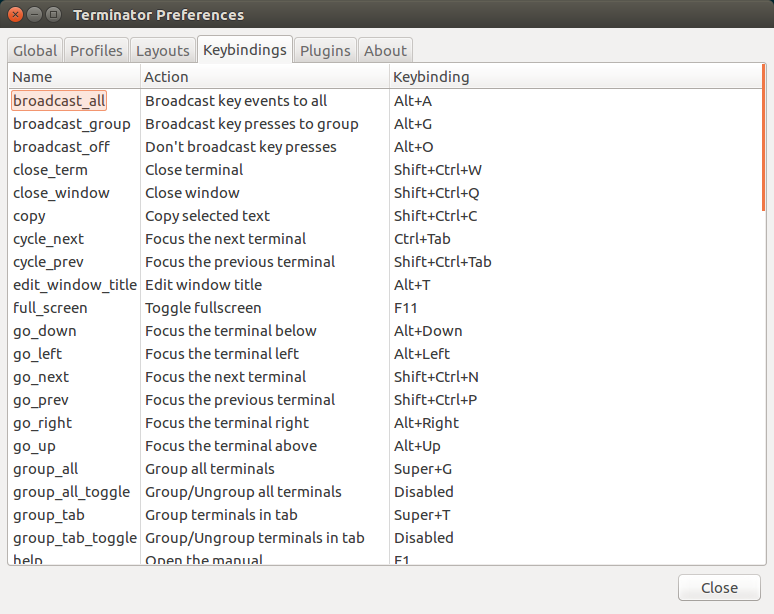 Terminator Preferences
Global Profiles Layouts Keybindings Plugins About
Name Action Keybinding
broadcast_all Broadcast key events to all Alt+A
broadcast_group Broadcast key presses to group Alt+G
broadcast_off Don't broadcast key presses Alt+O
close_term Close terminal Shift+Ctrl+W
close_window Close window Shift+Ctrl+Q
copy Copy selected text Shift+Ctrl+C
cycle_next Focus the next terminal Ctrl+Tab
cycle_prev Focus the previous terminal Shift+Ctrl+Tab
edit_window_title Edit window title Alt+T
full_screen Toggle fullscreen F11
go_down Focus the terminal below Alt+Down
go_left Focus the terminal left Alt+Left
go_next Focus the next terminal Shift+Ctrl+N
go_prev Focus the previous terminal Shift+Ctrl+P
go_right Focus the terminal right Alt+Right
go_up Focus the terminal above Alt+Up
group_all Group all terminals Super+G
group_all_toggle Group/Ungroup all terminals Disabled
group_tab Group terminals in tab Super+T
group_tab_toggle Group/Ungroup terminals in tab Disabled
help Open the manual F1
Close